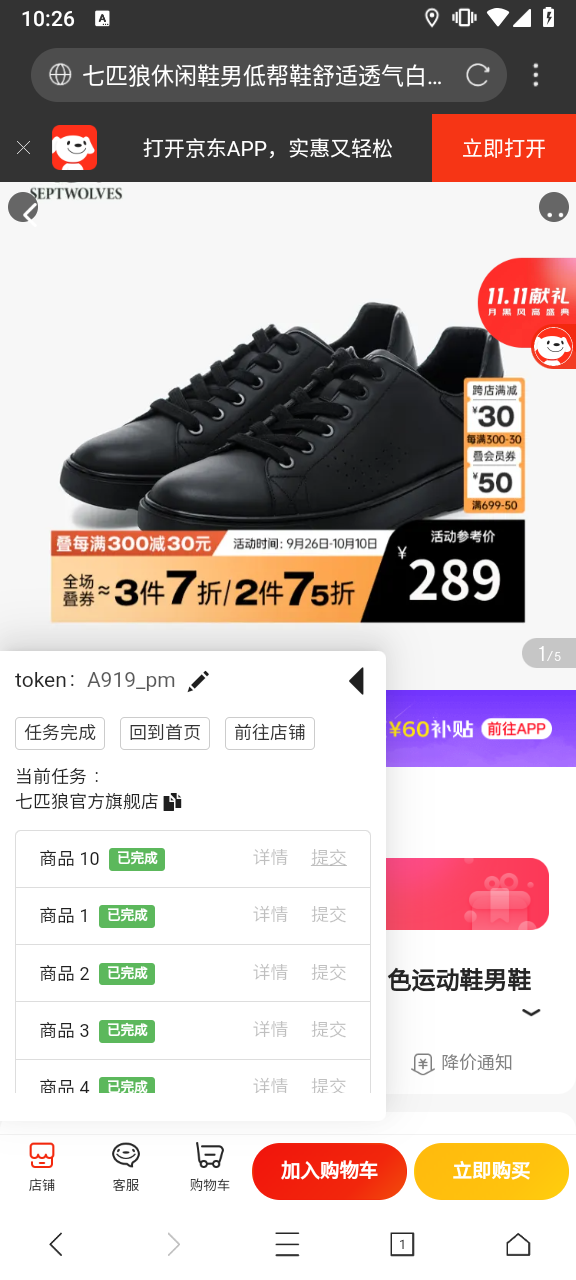 10:26
A
七匹狼休闲鞋男低帮鞋舒适透气白...
打开京东APP，实惠又轻松
立即打开
SEPTWOLVES
11.11献礼
月黑风高盛典
跨店满减
¥30
每满300-30
叠会员券
¥50
满699-50
叠每满300减30元
活动时间：9月26日-10月10日
活动参考价
全场叠券≈3件7折/2件75折
¥289
1/5
token： A919_pm
¥60补贴 前往APP
任务完成 回到首页 前往店铺
当前任务：
七匹狼官方旗舰店
商品 10 已完成 详情 提交
商品 1 已完成 详情 提交
商品 2 已完成 详情 提交
色运动鞋男鞋
商品 3 已完成 详情 提交
降价通知
商品 4 已完成 详情 提交
店铺 客服 购物车 加入购物车 立即购买
1